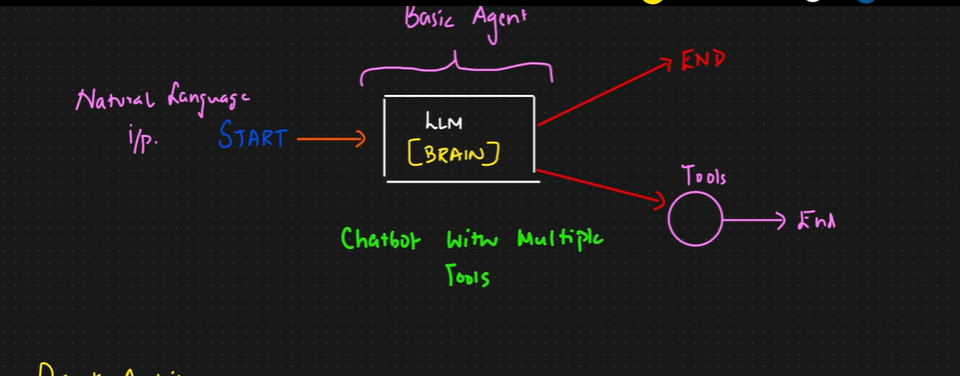 Basic Agent
END
Natural Language
i/p. START
LLM
[BRAIN]
Tools
End
Chatbot With Multiple
Tools